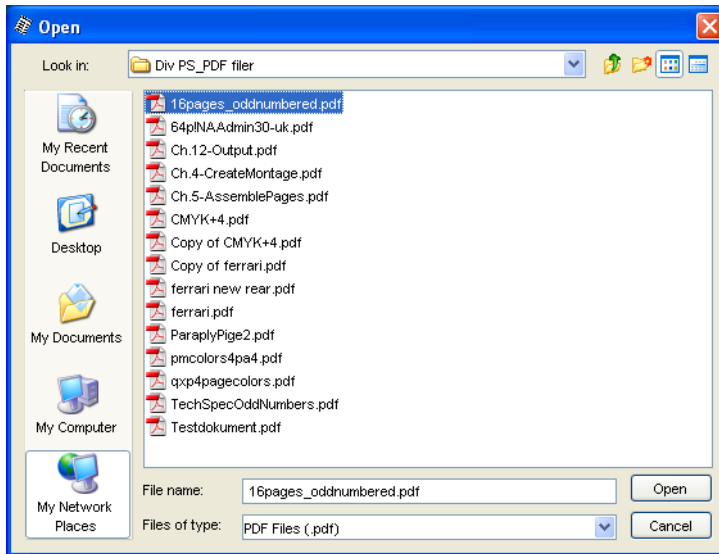 Open
Look in:
Div PS_PDF filer
My Recent
Documents
Desktop
My Documents
My Computer
My Network
Places
16pages_oddnumbered.pdf
64p!NAAdmin30-uk.pdf
Ch.12-Output.pdf
Ch.4-CreateMontage.pdf
Ch.5-AssemblePages.pdf
CMYK+4.pdf
Copy of CMYK+4.pdf
Copy of ferrari.pdf
ferrari new rear.pdf
ferrari.pdf
ParaplyPige2.pdf
pmcolors4pa4.pdf
qxp4pagecolors.pdf
TechSpecOddNumbers.pdf
Testdokument.pdf
File name:
16pages_oddnumbered.pdf
Open
Files of type:
PDF Files (.pdf)
Cancel